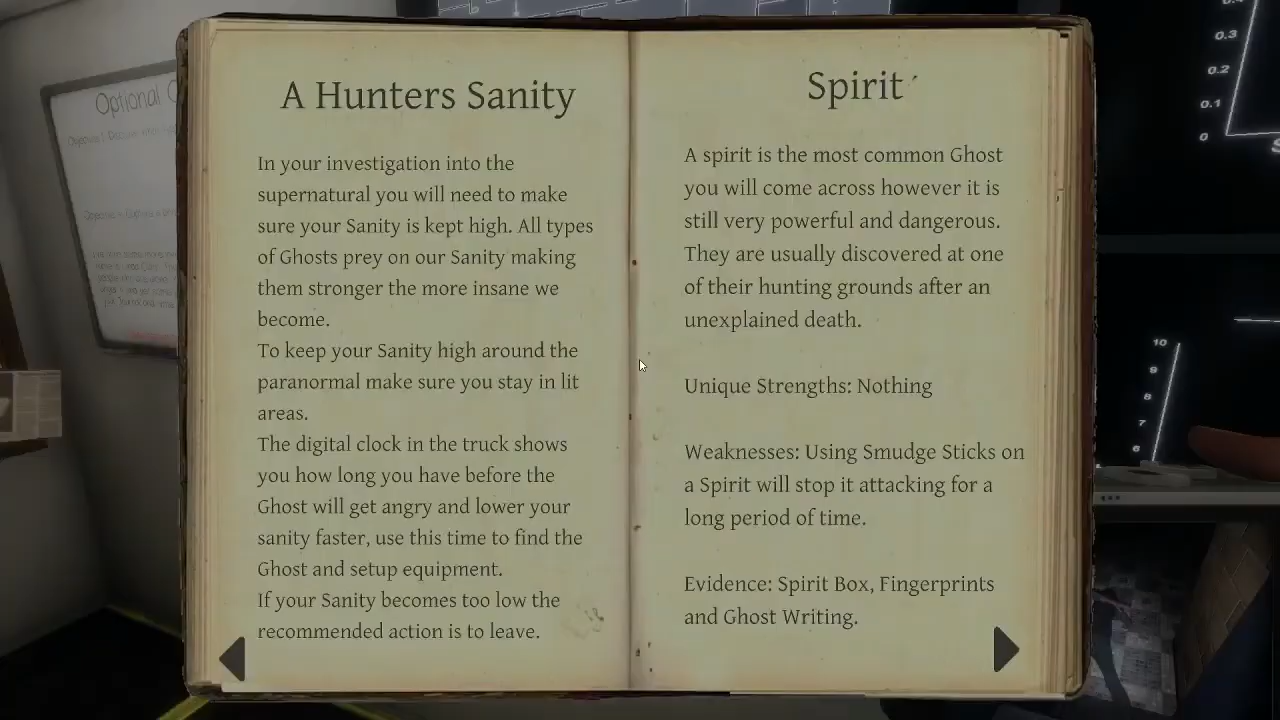 A Hunters Sanity
In your investigation into the
supernatural you will need to make
sure your Sanity is kept high. All types
of Ghosts prey on our Sanity making
them stronger the more insane we
become.
To keep your Sanity high around the
paranormal make sure you stay in lit
areas.
The digital clock in the truck shows
you how long you have before the
Ghost will get angry and lower your
sanity faster, use this time to find the
Ghost and setup equipment.
If your Sanity becomes too low the
recommended action is to leave.
Spirit
A spirit is the most common Ghost
you will come across however it is
still very powerful and dangerous.
They are usually discovered at one
of their hunting grounds after an
unexplained death.
Unique Strengths: Nothing
Weaknesses: Using Smudge Sticks on
a Spirit will stop it attacking for a
long period of time.
Evidence: Spirit Box, Fingerprints
and Ghost Writing.
Optional
0.3
0.2
0.1
0
10
9
8
7
6